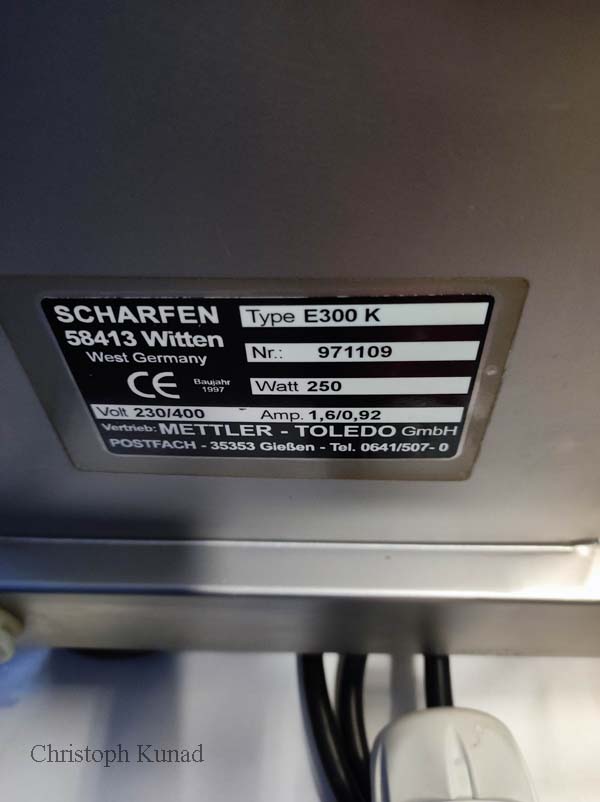 SCHARFEN
58413 Witten
West Germany
CE Baujahr
1997
Type E300 K
Nr.: 971109
Watt 250
Volt 230/400 Amp. 1,6/0,92
Vertrieb: METTLER - TOLEDO GmbH
POSTFACH - 35353 Gießen - Tel. 0641/507- 0
Christoph Kunad